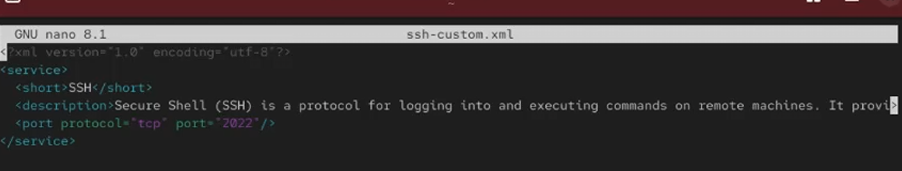 GNU nano 8.1 ssh-custom.xml
<?xml version="1.0" encoding="utf-8"?>
<service>
<short>SSH</short>
<description>Secure Shell (SSH) is a protocol for logging into and executing commands on remote machines. It provi>
<port protocol="tcp" port="2022"/>
</service>